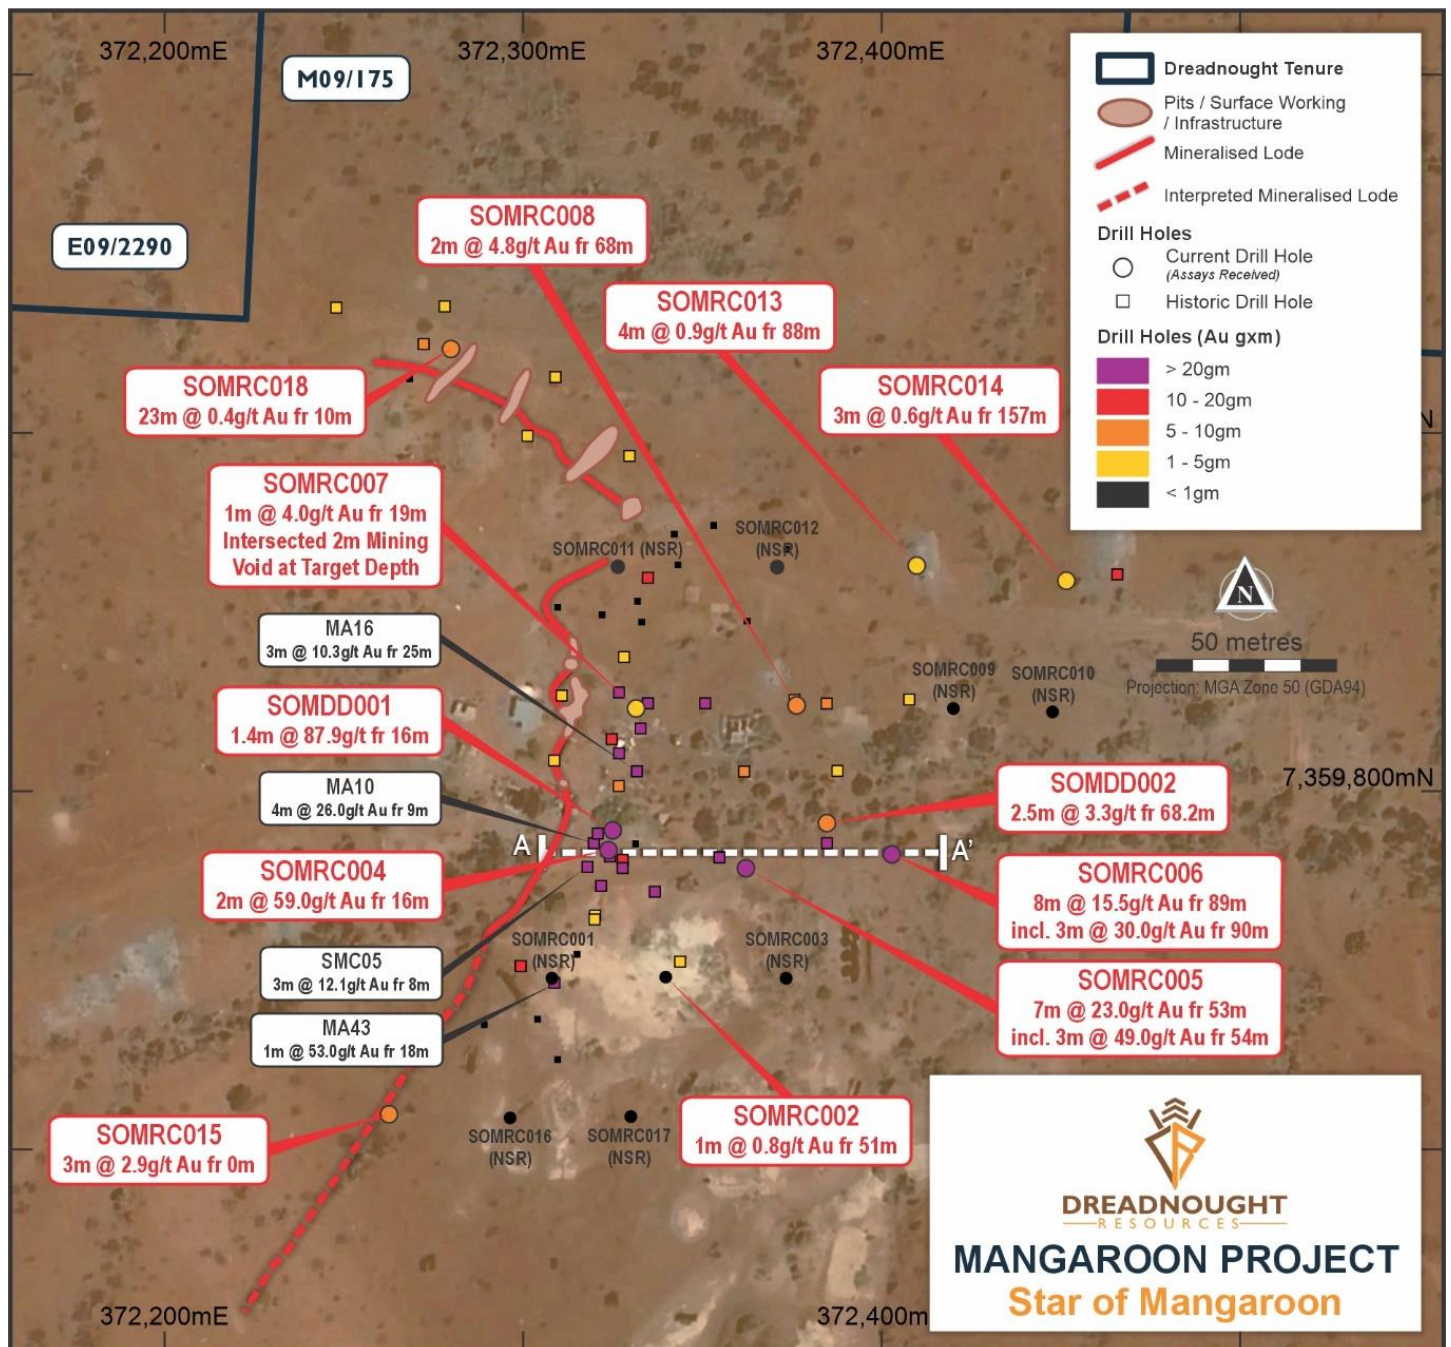 372,200mE
372,300mE
372,400mE
M09/175
E09/2290
Dreadnought Tenure
Pits / Surface Working
/ Infrastructure
Mineralised Lode
Interpreted Mineralised Lode
Drill Holes
Current Drill Hole
(Assays Received)
Historic Drill Hole
Drill Holes (Au gxm)
> 20gm
10 - 20gm
5 - 10gm
1 - 5gm
< 1gm
SOMRC008
2m @ 4.8g/t Au fr 68m
SOMRC013
4m @ 0.9g/t Au fr 88m
SOMRC018
23m @ 0.4g/t Au fr 10m
SOMRC014
3m @ 0.6g/t Au fr 157m
N
SOMRC007
1m @ 4.0g/t Au fr 19m
Intersected 2m Mining
Void at Target Depth
SOMRC011 (NSR)
SOMRC012
(NSR)
N
50 metres
Projection: MGA Zone 50 (GDA94)
MA16
3m @ 10.3g/t Au fr 25m
SOMRC009
(NSR)
SOMRC010
(NSR)
SOMDD001
1.4m @ 87.9g/t fr 16m
7,359,800mN
MA10
4m @ 26.0g/t Au fr 9m
SOMDD002
2.5m @ 3.3g/t fr 68.2m
A
A'
SOMRC004
2m @ 59.0g/t Au fr 16m
SOMRC006
8m @ 15.5g/t Au fr 89m
incl. 3m @ 30.0g/t Au fr 90m
SOMRC001
(NSR)
SOMRC003
(NSR)
SMC05
3m @ 12.1g/t Au fr 8m
SOMRC005
7m @ 23.0g/t Au fr 53m
incl. 3m @ 49.0g/t Au fr 54m
MA43
1m @ 53.0g/t Au fr 18m
SOMRC002
1m @ 0.8g/t Au fr 51m
SOMRC015
3m @ 2.9g/t Au fr 0m
SOMRC016
(NSR)
SOMRC017
(NSR)
DREADNOUGHT
RESOURCES
MANGAROON PROJECT
Star of Mangaroon
372,200mE
372,400m